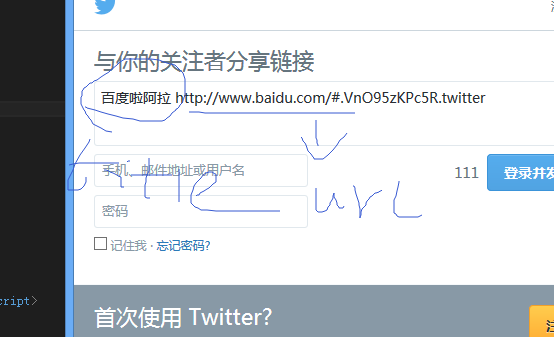 与你的关注者分享链接
百度啦阿拉 http://www.baidu.com/#.VnO95zKPc5R.twitter
手机、邮件地址或用户名
title
url
111
登录并发
密码
记住我 · 忘记密码?
cript>
首次使用 Twitter?